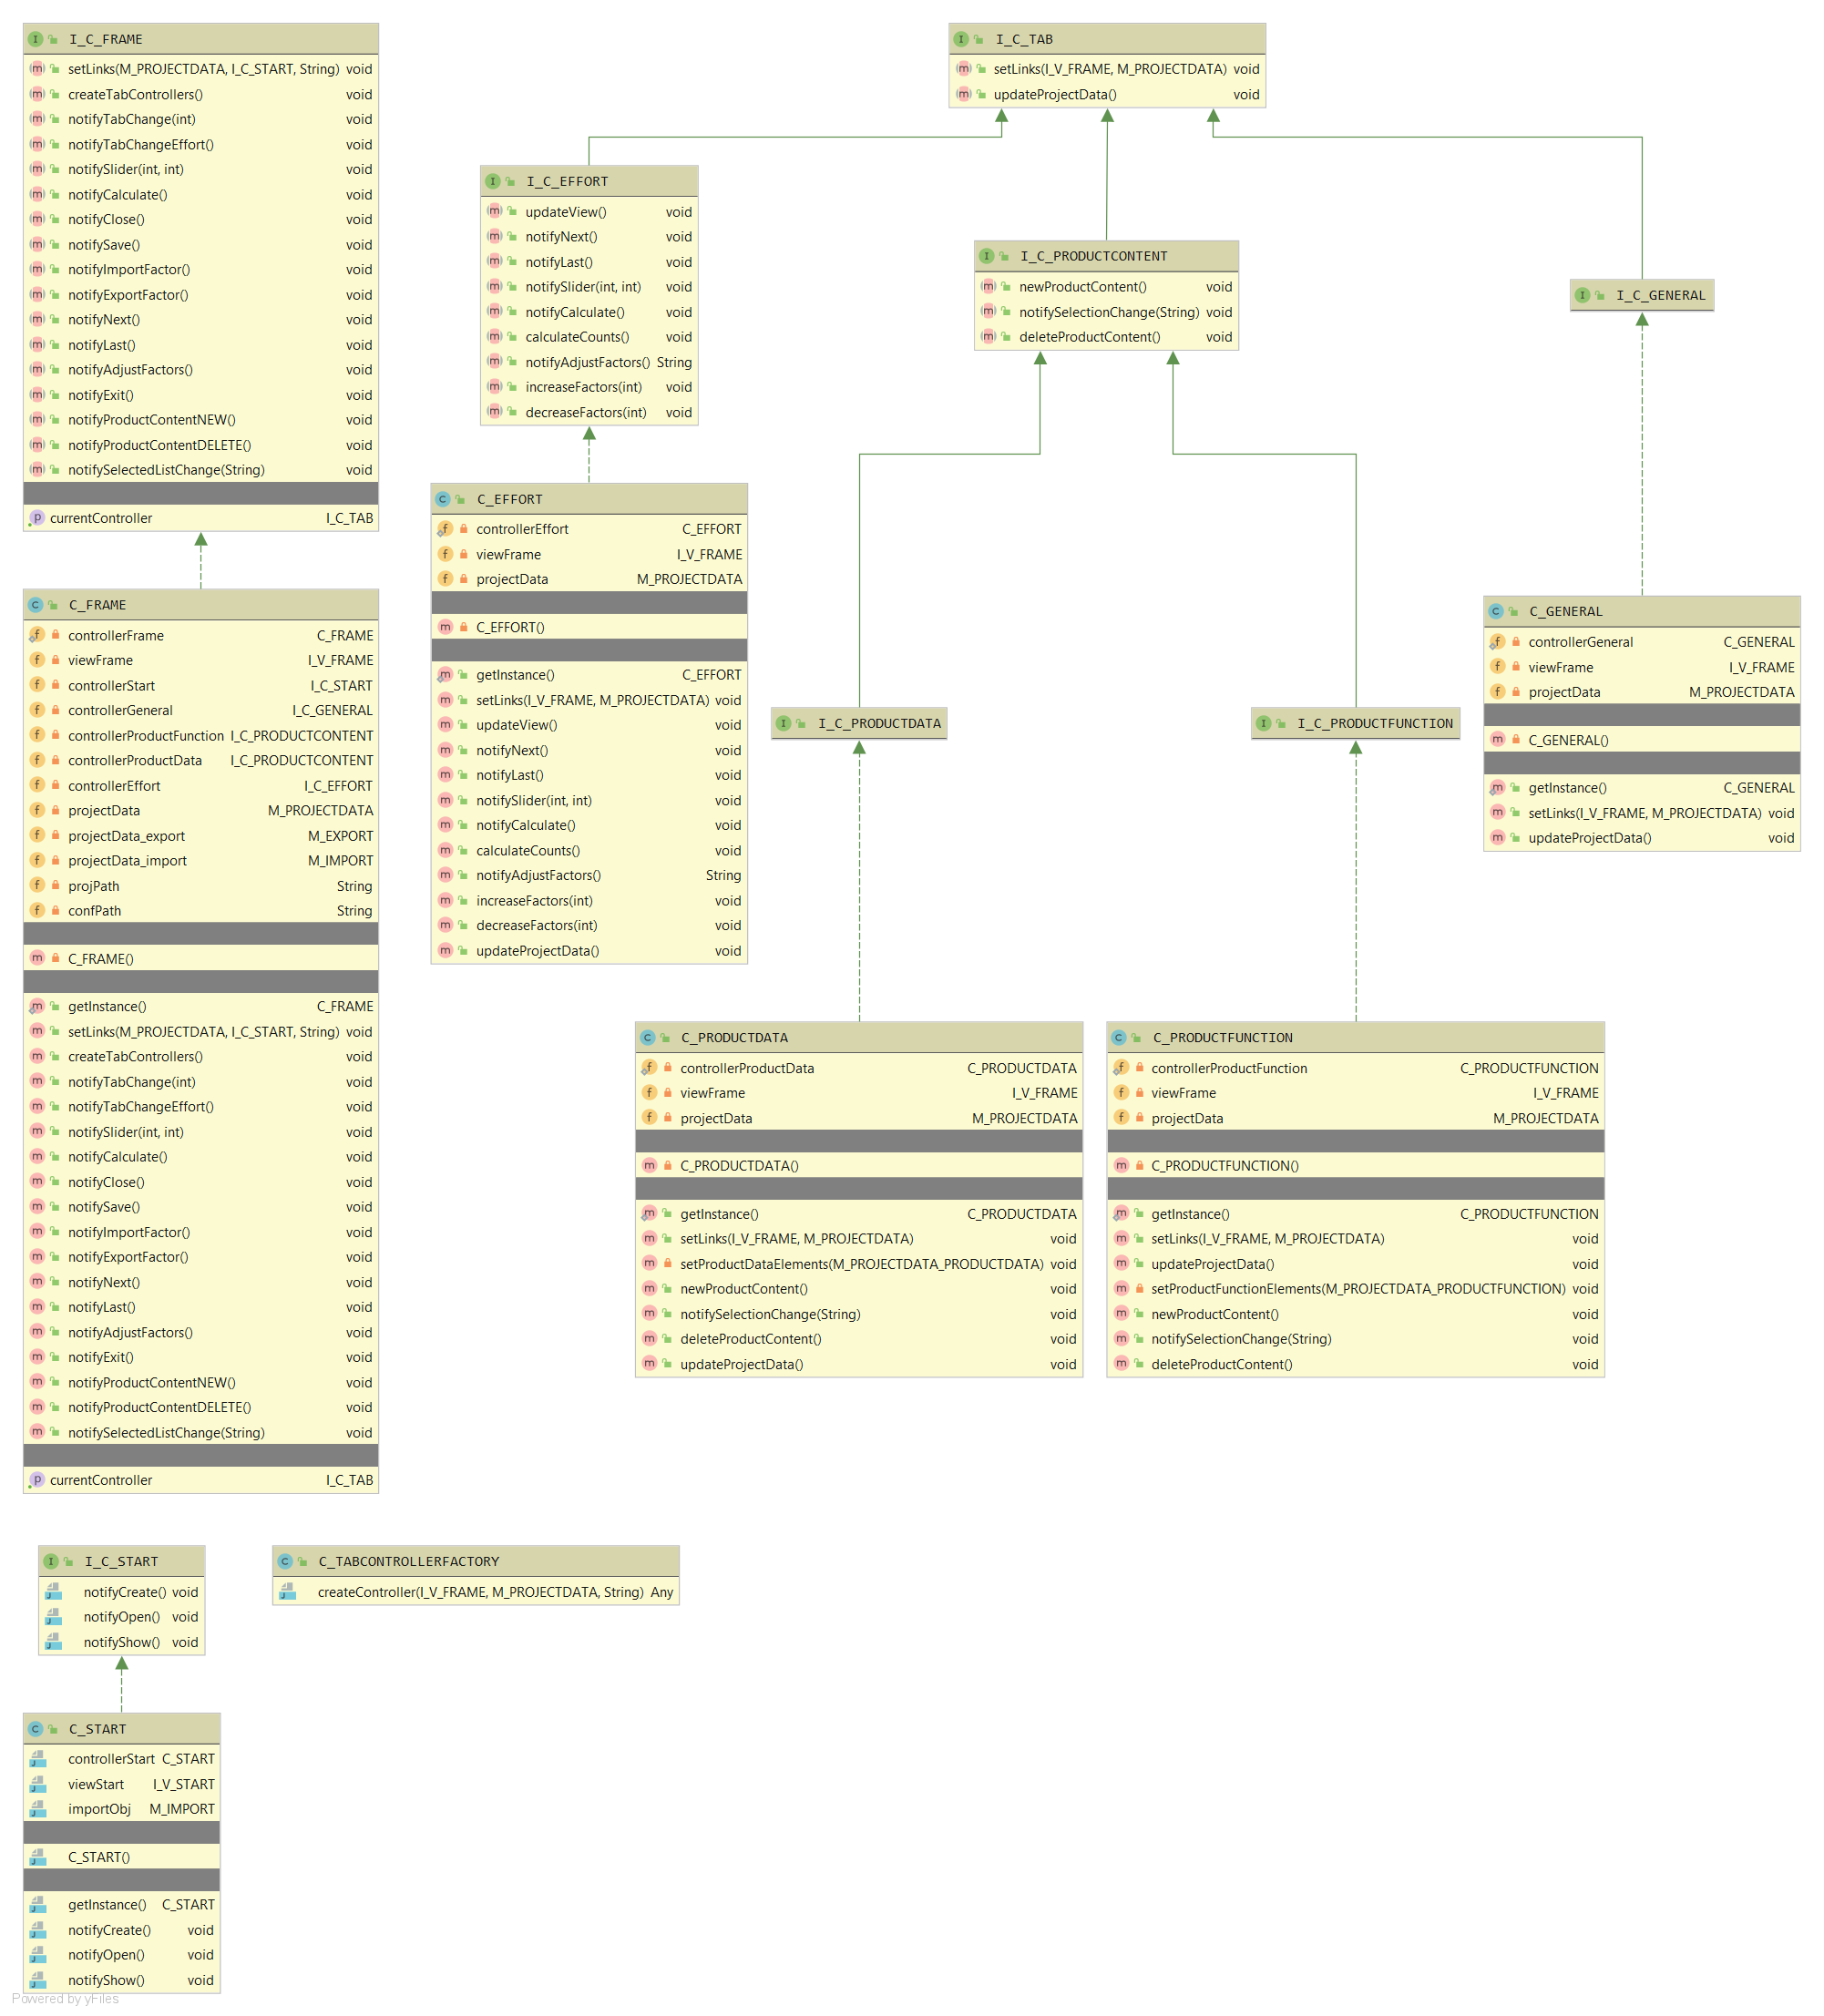 I_C_FRAME
setLinks(M_PROJECTDATA, I_C_START, String) void
createTabControllers() void
notifyTabChange(int) void
notifyTabChangeEffort() void
notifySlider(int, int) void
notifyCalculate() void
notifyClose() void
notifySave() void
notifyImportFactor() void
notifyExportFactor() void
notifyNext() void
notifyLast() void
notifyAdjustFactors() void
notifyExit() void
notifyProductContentNEW() void
notifyProductContentDELETE() void
notifySelectedListChange(String) void
currentController I_C_TAB
C_FRAME
controllerFrame C_FRAME
viewFrame I_V_FRAME
controllerStart I_C_START
controllerGeneral I_C_GENERAL
controllerProductFunction I_C_PRODUCTCONTENT
controllerProductData I_C_PRODUCTCONTENT
controllerEffort I_C_EFFORT
projectData M_PROJECTDATA
projectData_export M_EXPORT
projectData_import M_IMPORT
projPath String
confPath String
C_FRAME()
getInstance() C_FRAME
setLinks(M_PROJECTDATA, I_C_START, String) void
createTabControllers() void
notifyTabChange(int) void
notifyTabChangeEffort() void
notifySlider(int, int) void
notifyCalculate() void
notifyClose() void
notifySave() void
notifyImportFactor() void
notifyExportFactor() void
notifyNext() void
notifyLast() void
notifyAdjustFactors() void
notifyExit() void
notifyProductContentNEW() void
notifyProductContentDELETE() void
notifySelectedListChange(String) void
currentController I_C_TAB
I_C_TAB
setLinks(I_V_FRAME, M_PROJECTDATA) void
updateProjectData() void
I_C_EFFORT
updateView() void
notifyNext() void
notifyLast() void
notifySlider(int, int) void
notifyCalculate() void
calculateCounts() void
notifyAdjustFactors() String
increaseFactors(int) void
decreaseFactors(int) void
C_EFFORT
controllerEffort C_EFFORT
viewFrame I_V_FRAME
projectData M_PROJECTDATA
C_EFFORT()
getInstance() C_EFFORT
setLinks(I_V_FRAME, M_PROJECTDATA) void
updateView() void
notifyNext() void
notifyLast() void
notifySlider(int, int) void
notifyCalculate() void
calculateCounts() void
notifyAdjustFactors() String
increaseFactors(int) void
decreaseFactors(int) void
updateProjectData() void
I_C_PRODUCTCONTENT
newProductContent() void
notifySelectionChange(String) void
deleteProductContent() void
I_C_GENERAL
C_GENERAL
controllerGeneral C_GENERAL
viewFrame I_V_FRAME
projectData M_PROJECTDATA
C_GENERAL()
getInstance() C_GENERAL
setLinks(I_V_FRAME, M_PROJECTDATA) void
updateProjectData() void
I_C_PRODUCTDATA
I_C_PRODUCTFUNCTION
C_PRODUCTDATA
controllerProductData C_PRODUCTDATA
viewFrame I_V_FRAME
projectData M_PROJECTDATA
C_PRODUCTDATA()
getInstance() C_PRODUCTDATA
setLinks(I_V_FRAME, M_PROJECTDATA) void
setProductDataElements(M_PROJECTDATA_PRODUCTDATA) void
newProductContent() void
notifySelectionChange(String) void
deleteProductContent() void
updateProjectData() void
C_PRODUCTFUNCTION
controllerProductFunction C_PRODUCTFUNCTION
viewFrame I_V_FRAME
projectData M_PROJECTDATA
C_PRODUCTFUNCTION()
getInstance() C_PRODUCTFUNCTION
setLinks(I_V_FRAME, M_PROJECTDATA) void
updateProjectData() void
setProductFunctionElements(M_PROJECTDATA_PRODUCTFUNCTION) void
newProductContent() void
notifySelectionChange(String) void
deleteProductContent() void
I_C_START
notifyCreate() void
notifyOpen() void
notifyShow() void
C_TABCONTROLLERFACTORY
createController(I_V_FRAME, M_PROJECTDATA, String) Any
C_START
controllerStart C_START
viewStart I_V_START
importObj M_IMPORT
C_START()
getInstance() C_START
notifyCreate() void
notifyOpen() void
notifyShow() void
Powered by yFiles